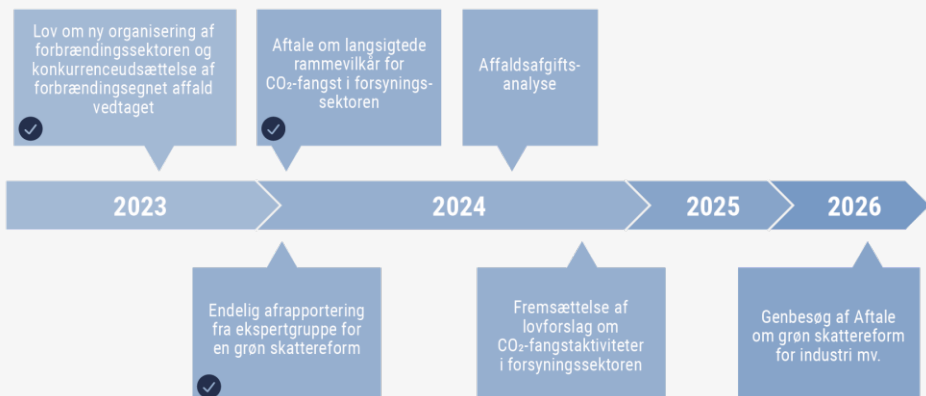 Lov om ny organisering af
forbrændingssektoren og
konkurrenceudsættelse af
forbrændingsegnet affald
vedtaget
Aftale om langsigtede
rammevilkår for
CO₂-fangst i forsynings-
sektoren
Affaldsafgifts-
analyse
2023
2024
2025
2026
Endelig afrapportering
fra ekspertgruppe for
en grøn skattereform
Fremsættelse af
lovforslag om
CO₂-fangstaktiviteter
i forsyningssektoren
Genbesøg af Aftale
om grøn skattereform
for industri mv.